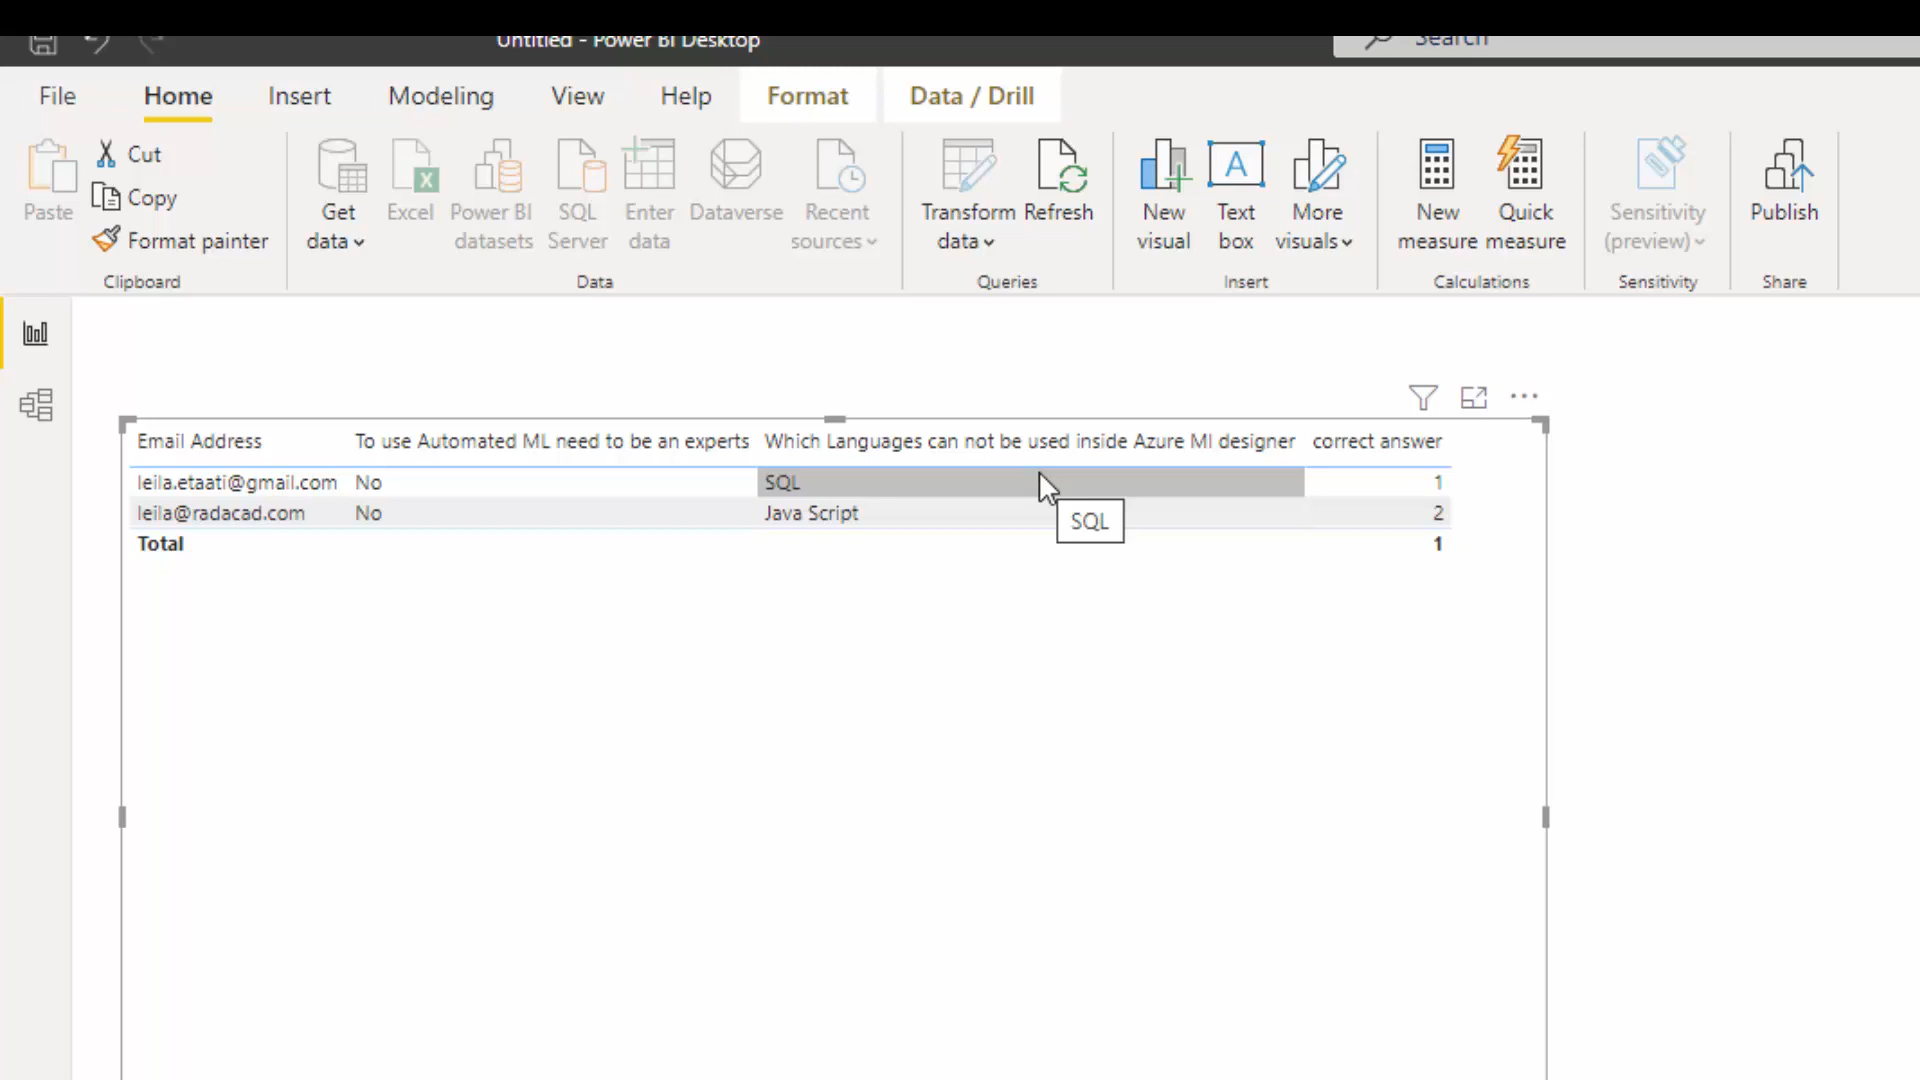 Untitled - Power BI Desktop
Search
File Home Insert Modeling View Help Format Data / Drill
Paste
Cut
Copy
Format painter
Clipboard
Get data
Excel
Power BI datasets
SQL Server
Enter data
Dataverse
Recent sources
Data
Transform data
Refresh
Queries
New visual
A
Text box
More visuals
Insert
New measure
Quick measure
Calculations
Sensitivity (preview)
Sensitivity
Publish
Share
Email Address To use Automated ML need to be an experts Which Languages can not be used inside Azure Ml designer correct answer
leila.etaati@gmail.com No SQL 1
leila@radacad.com No Java Script 2
SQL
Total 1